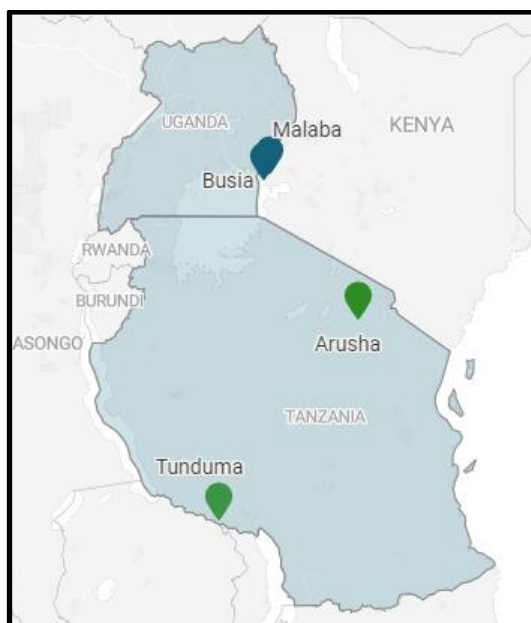 UGANDA
Malaba
KENYA
Busia
RWANDA
BURUNDI
ASONGO
Arusha
TANZANIA
Tunduma